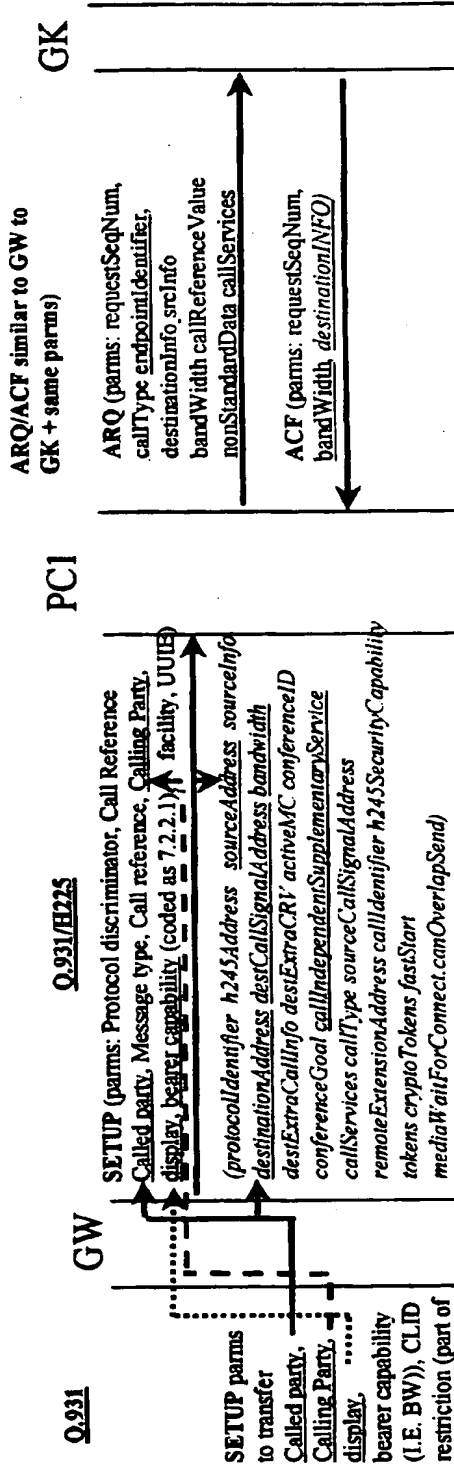 Q.931
GW
Q.931/H225
PC1
ARQ/ACF similar to GW to
GK + same parms)
GK
SETUP parms
to transfer
Called party,
Calling Party,
display,
bearer capability
(I.E. BW)), CLID
restriction (part of
SETUP (parms: Protocol discriminator, Call Reference
Called party, Message type, Call reference, Calling Party,
display, bearer capability (coded as 7.2.2.1), facility, UUIE)
(protocolIdentifier h245Address sourceAddress sourceInfo
destinationAddress destCallSignalAddress bandwidth
destExtraCallInfo destExtraCRV activeMC conferenceID
conferenceGoal callIndependentSupplementaryService
callServices callType sourceCallSignalAddress
remoteExtensionAddress callIdentifier h245SecurityCapability
tokens cryptoTokens fastStart
mediaWaitForConnect.canOverlapSend)
ARQ (parms: requestSeqNum,
callType endpointIdentifier,
destinationInfo srcInfo
bandWidth callReferenceValue
nonStandardData callServices
ACF (parms: requestSeqNum,
bandWidth, destinationINFO)